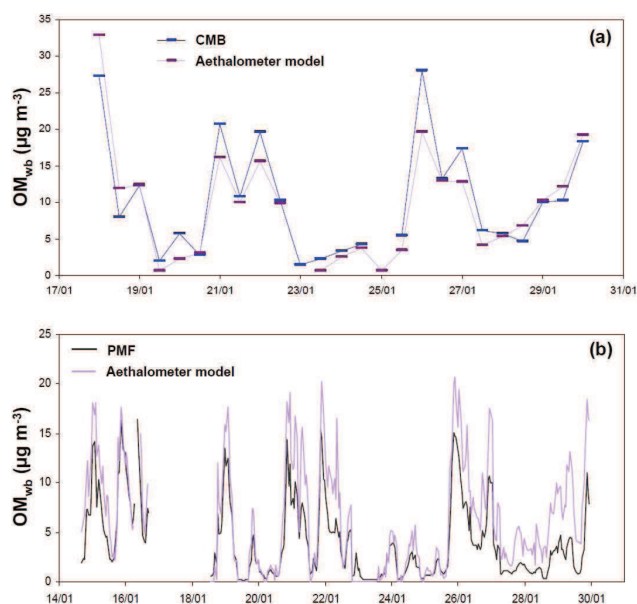 (a)
CMB
Aethalometer model
OMwb (µg m-3)
35
30
25
20
15
10
5
0
17/01 19/01 21/01 23/01 25/01 27/01 29/01 31/01
(b)
PMF
Aethalometer model
OMwb (µg m-3)
25
20
15
10
5
0
14/01 16/01 18/01 20/01 22/01 24/01 26/01 28/01 30/01